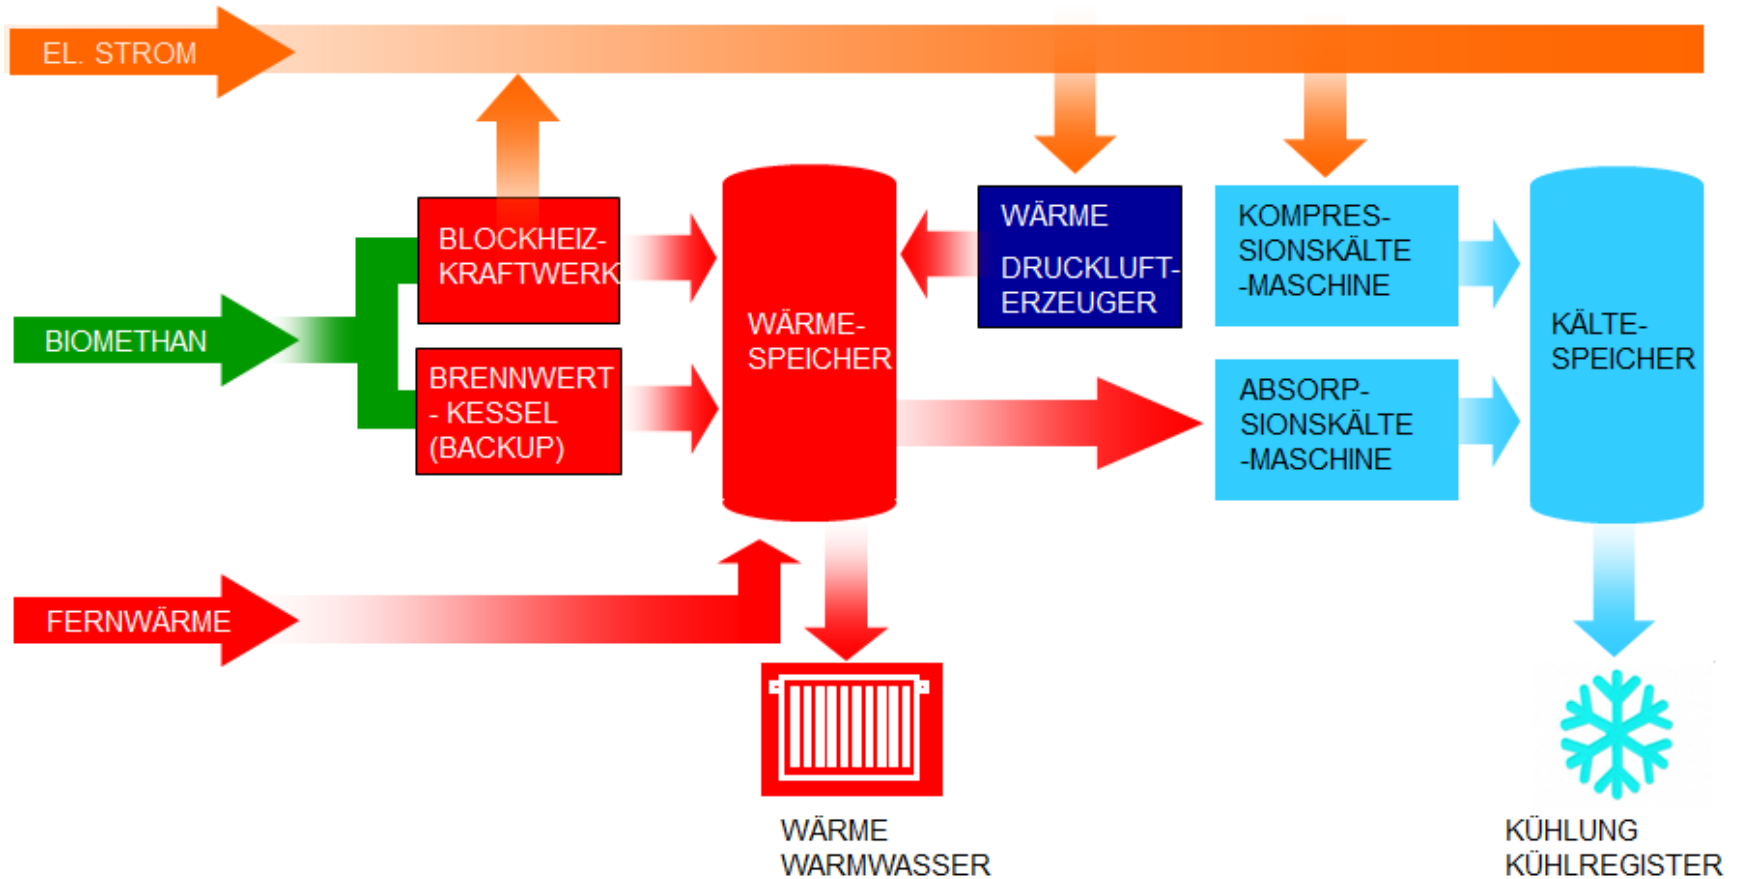 EL. STROM
BLOCKHEIZ-
KRAFTWERK
BIOMETHAN
BRENNWERT
- KESSEL
(BACKUP)
FERNWÄRME
WÄRME-
SPEICHER
WÄRME
DRUCKLUFT-
ERZEUGER
KOMPRES-
SIONSKÄLTE
-MASCHINE
ABSORP-
SIONSKÄLTE
-MASCHINE
KÄLTE-
SPEICHER
WÄRME
WARMWASSER
KÜHLUNG
KÜHLREGISTER